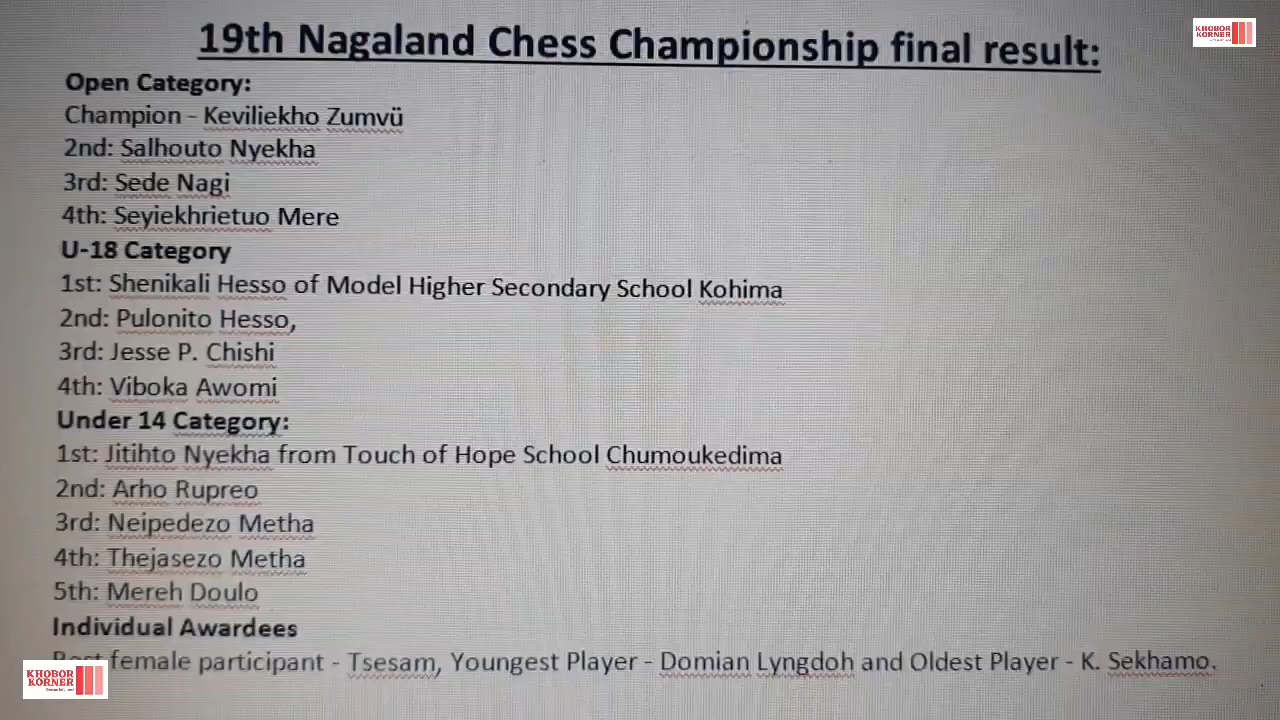 19th Nagaland Chess Championship final result:
KHOBOR
KORNER
Open Category:
Champion - Keviliekho Zumvü
2nd: Salhouto Nyekha
3rd: Sede Nagi
4th: Seyiekhrietuo Mere
U-18 Category
1st: Shenikali Hesso of Model Higher Secondary School Kohima
2nd: Pulonito Hesso,
3rd: Jesse P. Chishi
4th: Viboka Awomi
Under 14 Category:
1st: Jitihto Nyekha from Touch of Hope School Chumoukedima
2nd: Arho Rupreo
3rd: Neipedezo Metha
4th: Thejasezo Metha
5th: Mereh Doulo
Individual Awardees
female participant - Tsesam, Youngest Player - Domian Lyngdoh and Oldest Player - K. Sekhamo.
KHOBOR
KORNER